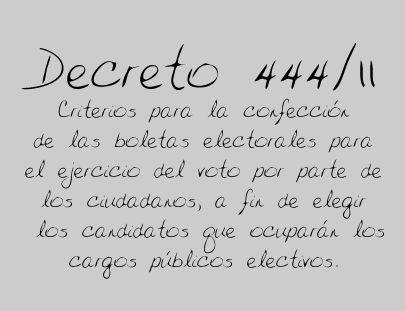 Decreto 444/11
Criterios para la confección
de las boletas electorales para
el ejercicio del voto por parte de
los ciudadanos, a fin de elegir
los candidatos que ocuparán los
cargos públicos electivos.